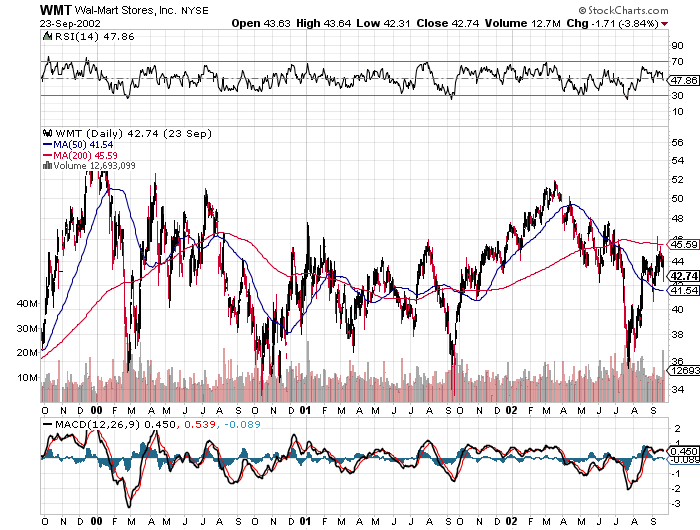 WMT Wal-Mart Stores, Inc. NYSE © StockCharts.com
23-Sep-2002 Open 43.63 High 43.64 Low 42.31 Close 42.74 Volume 12.7M Chg -1.71 (-3.84%)
RSI(14) 47.86
90
70
47.86
30
10
WMT (Daily) 42.74 (23 Sep)
MA(50) 41.54
MA(200) 45.59
Volume 12,693,099
56
54
52
50
48
45.59
44
42.74
41.54
40
38
36
34
12693
40M
30M
20M
10M
O N D 00 F M A M J J A S O N D 01 F M A M J J A S O N D 02 F M A M J J A S
MACD(12,26,9) 0.450, 0.539, -0.089
2
1
0.450
-0.089
-1
-2
-3
O N D 00 F M A M J J A S O N D 01 F M A M J J A S O N D 02 F M A M J J A S